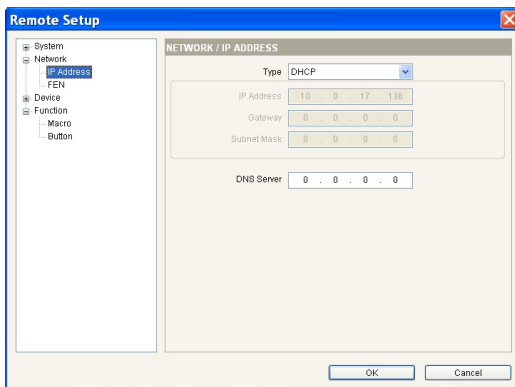 Remote Setup
System
Network
IP Address
FEN
Device
Function
Macro
Button
NETWORK / IP ADDRESS
Type DHCP
IP Address 10 . 0 . 17 . 136
Gateway 0 . 0 . 0 . 0
Subnet Mask 0 . 0 . 0 . 0
DNS Server 0 . 0 . 0 . 0
OK Cancel